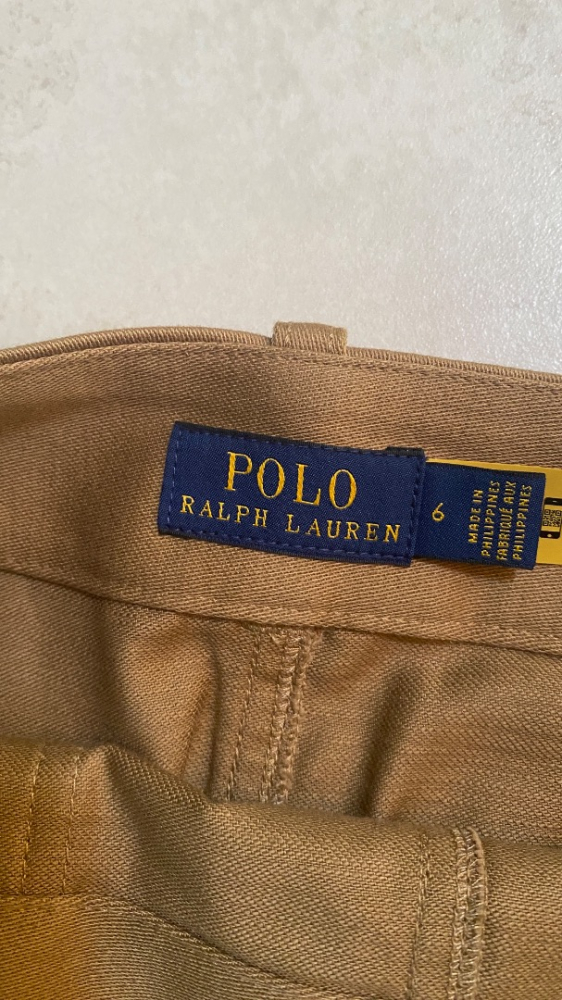 POLO
RALPH LAUREN
6
MADE IN
PHILIPPINES
FABRIQUÉ AUX
PHILIPPINES